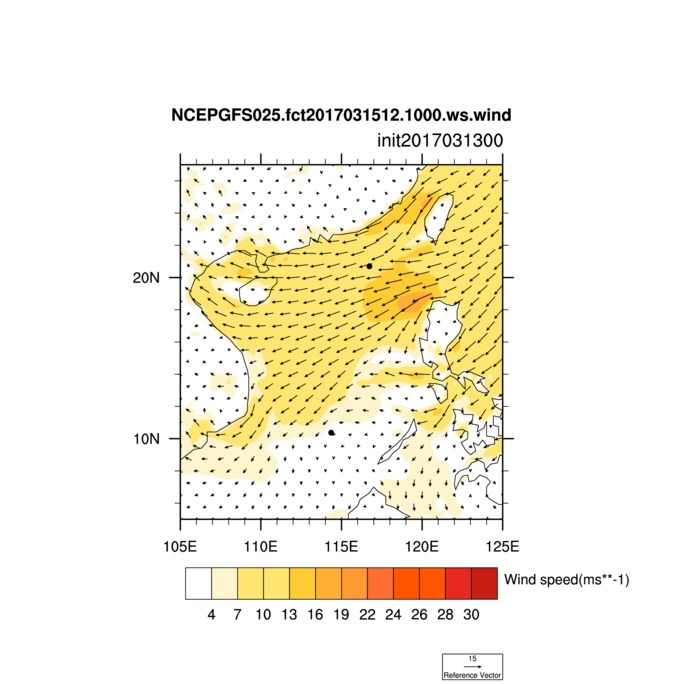 NCEPGFS025.fct2017031512.1000.ws.wind
init2017031300
20N
10N
105E 110E 115E 120E 125E
Wind speed(ms**-1)
4 7 10 13 16 19 22 24 26 28 30
15
Reference Vector